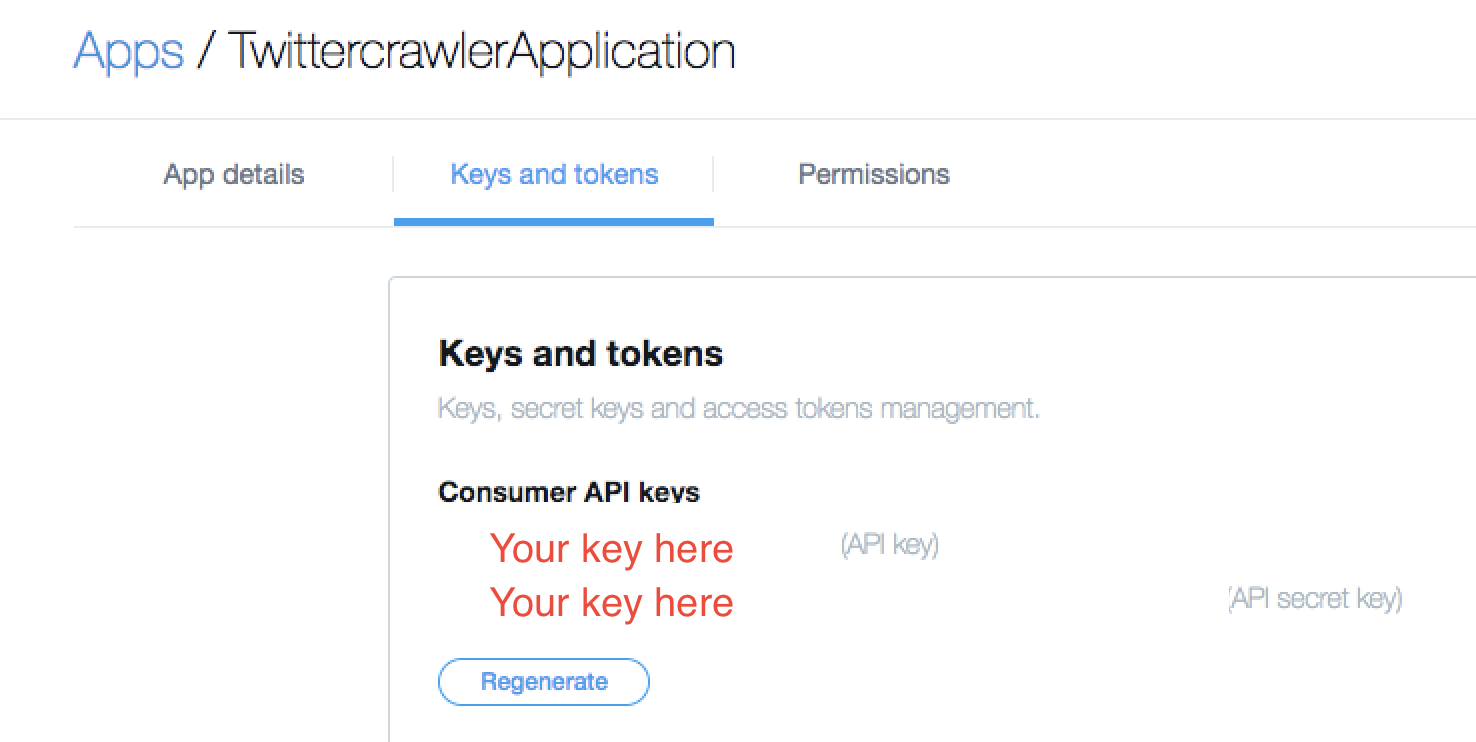 Apps / TwittercrawlerApplication
App details Keys and tokens Permissions
Keys and tokens
Keys, secret keys and access tokens management.
Consumer API keys
Your key here (API key)
Your key here (API secret key)
Regenerate